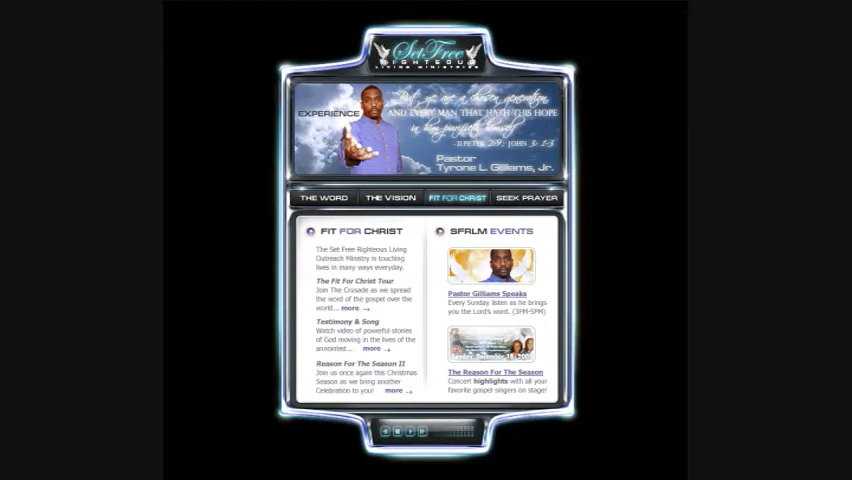 Set Free
RIGHTEOUS
LIVING MINISTRIES
EXPERIENCE
"But ye are a chosen generation,
AND EVERY MAN THAT HATH THIS HOPE
in him purifieth himself"
-II PETER 2:9; JOHN 3: 1-3
Pastor
Tyrone L. Gilliams, Jr.
THE WORD
THE VISION
FIT FOR CHRIST
SEEK PRAYER
FIT FOR CHRIST
The Set Free Righteous Living
Outreach Ministry is touching
lives in many ways everyday.
The Fit For Christ Tour
Join The Crusade as we spread
the word of the gospel over the
world... more →
Testimony & Song
Watch video of powerful stories
of God moving in the lives of the
annointed... more →
Reason For The Season II
Join us once again this Christmas
Season as we bring another
Celebration to you! more →
SFRLM EVENTS
Pastor Gilliams Speaks
Every Sunday listen as he brings
you the Lord's word. (3PM-5PM)
The Reason For The Season
Concert highlights with all your
favorite gospel singers on stage!